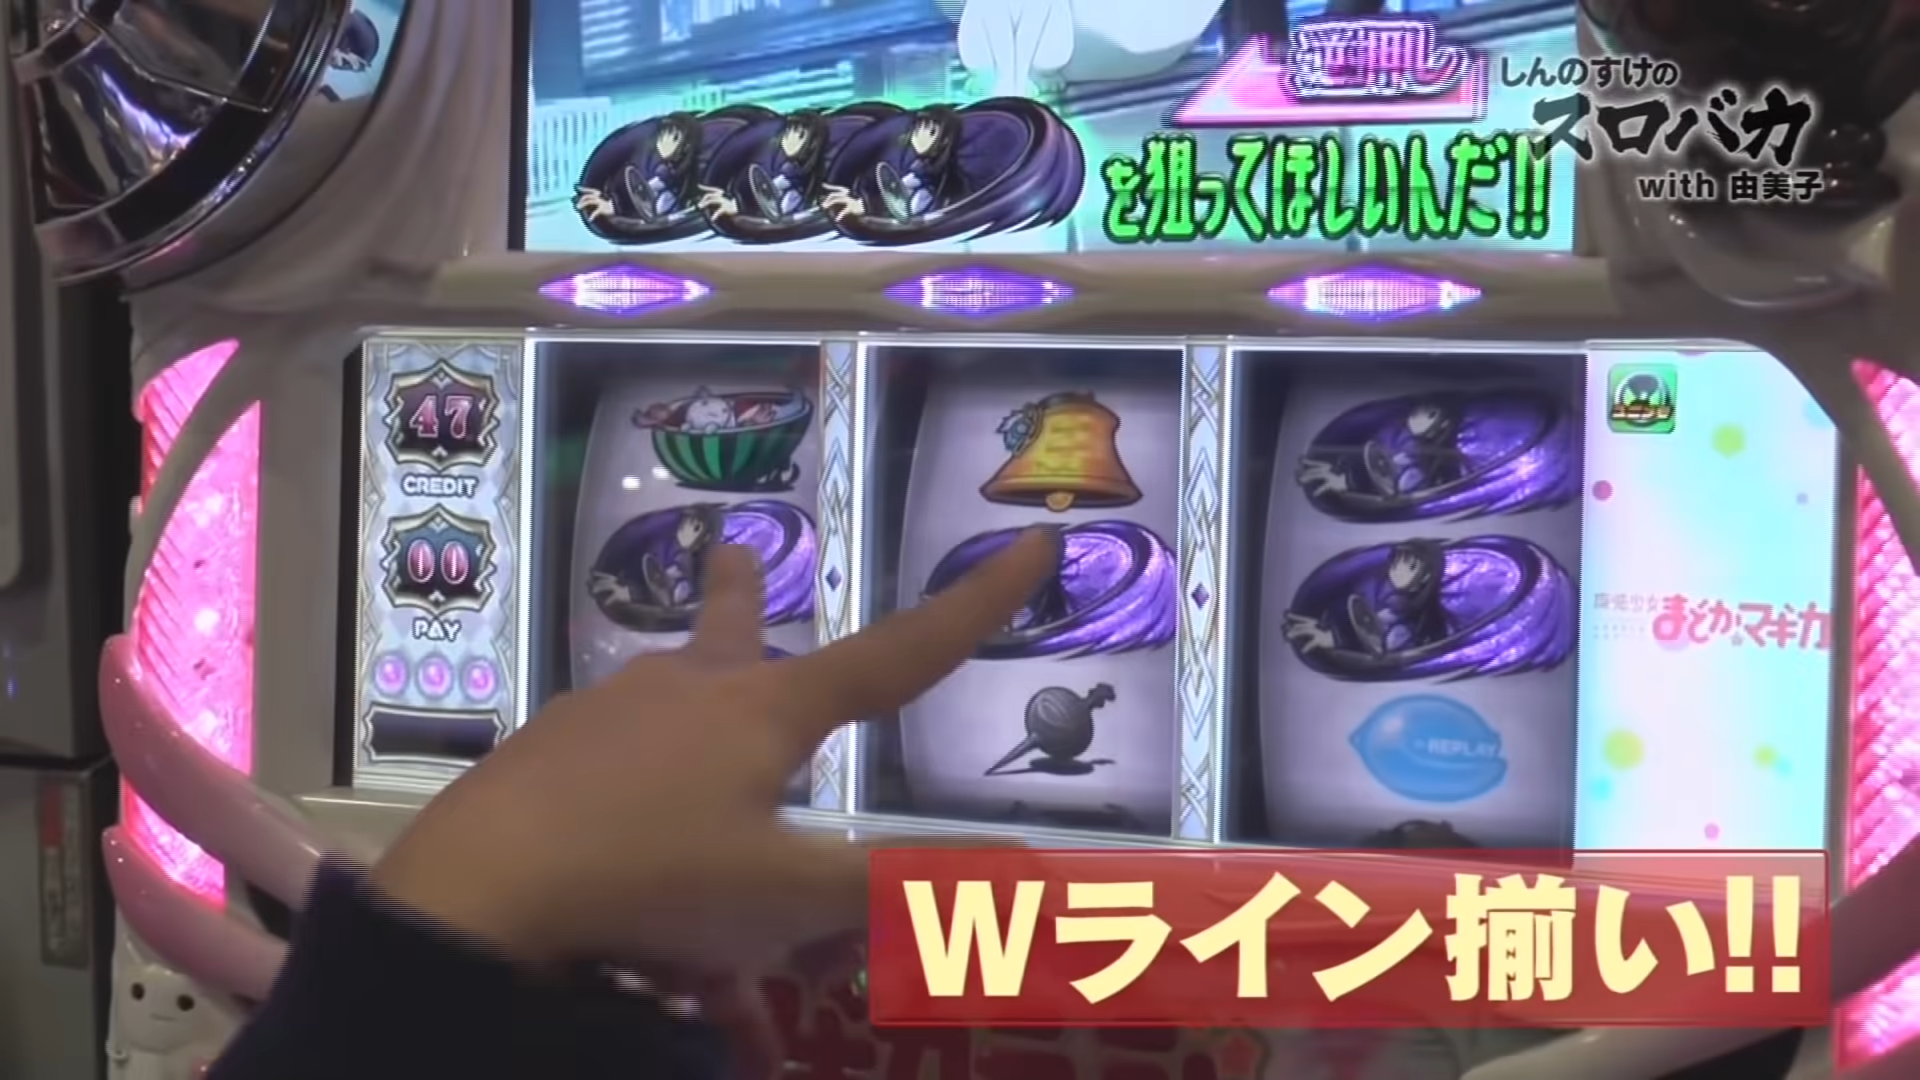 逆押し
しんのすけの
スロバカ
with 由美子
を狙ってほしいんだ!!
47
CREDIT
00
PAY
REPLAY
魔法少女
まどか☆マギカ
Wライン揃い!!